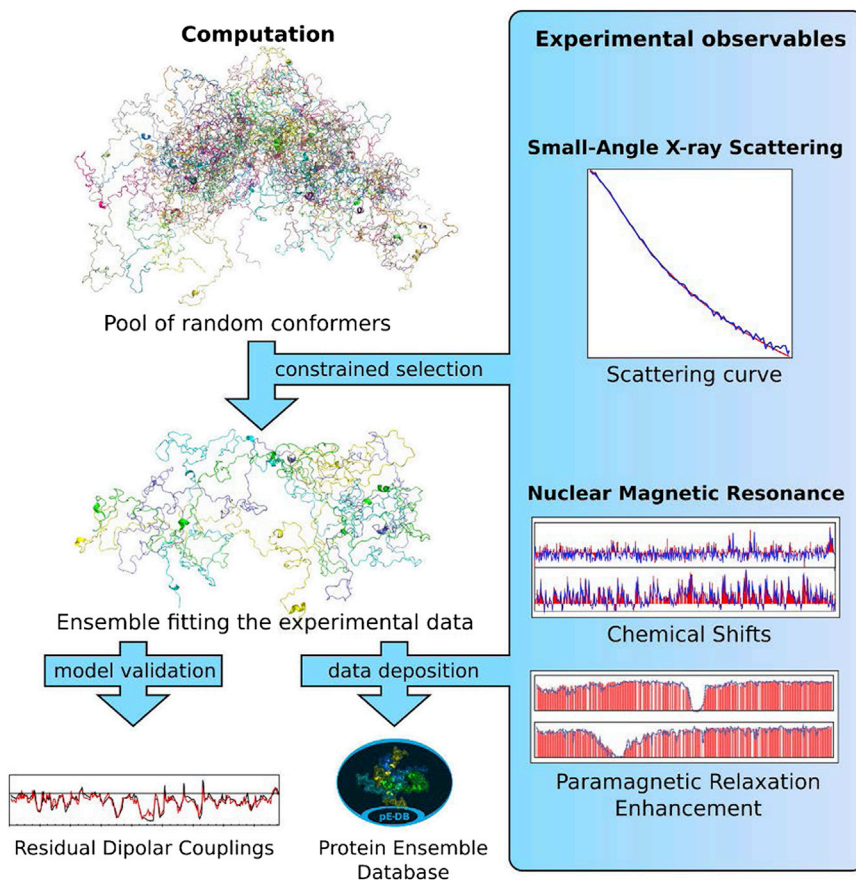 Computation
Pool of random conformers
constrained selection
Ensemble fitting the experimental data
model validation
data deposition
Residual Dipolar Couplings
pE-DB
Protein Ensemble
Database
Experimental observables
Small-Angle X-ray Scattering
Scattering curve
Nuclear Magnetic Resonance
Chemical Shifts
Paramagnetic Relaxation
Enhancement